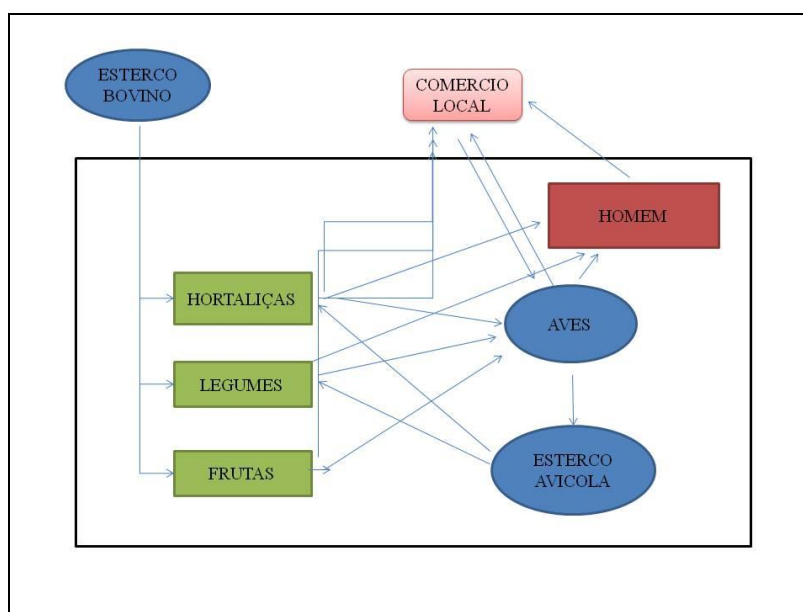 ESTERCO
BOVINO
COMERCIO
LOCAL
HOMEM
HORTALIÇAS
AVES
LEGUMES
FRUTAS
ESTERCO
AVICOLA